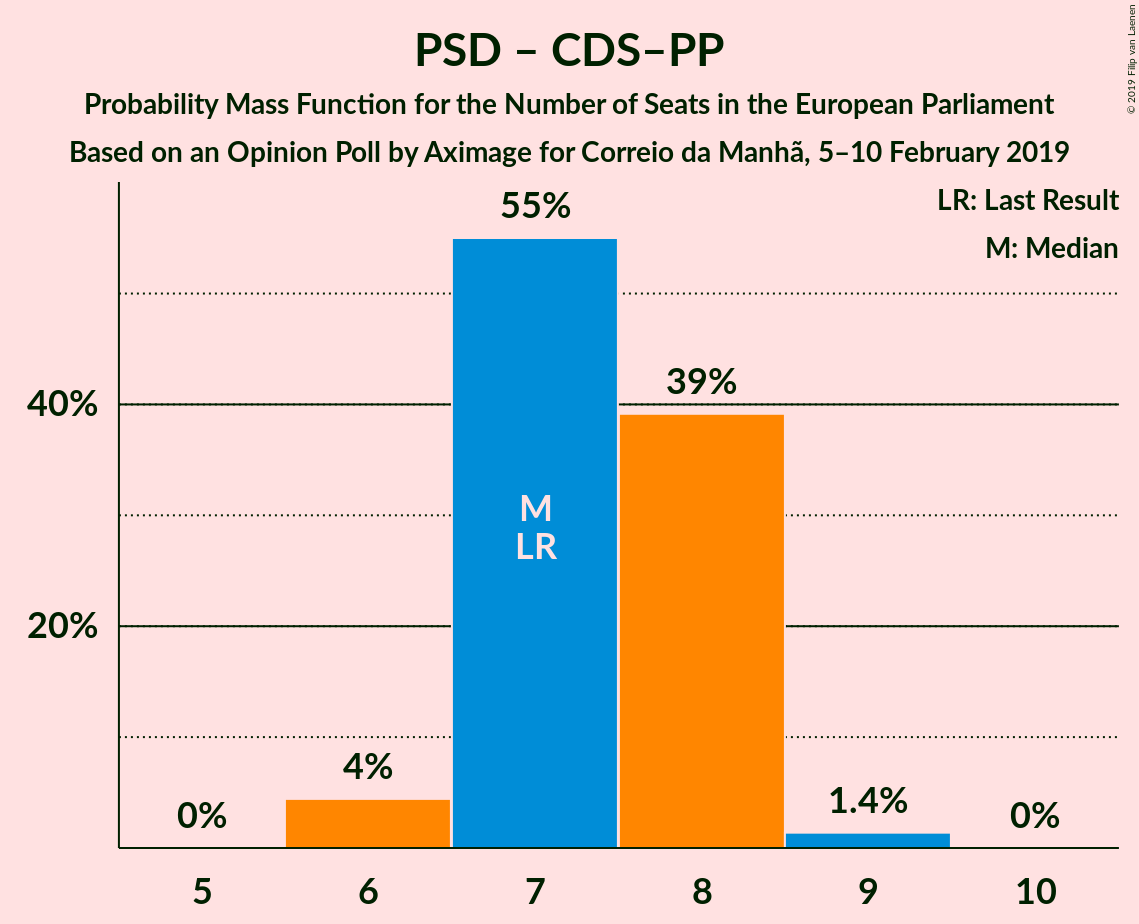 PSD – CDS–PP
Probability Mass Function for the Number of Seats in the European Parliament
Based on an Opinion Poll by Aximage for Correio da Manhã, 5–10 February 2019
© 2019 Filip van Laenen
LR: Last Result
M: Median
55%
39%
40%
M
LR
20%
4%
1.4%
0%
0%
5
6
7
8
9
10